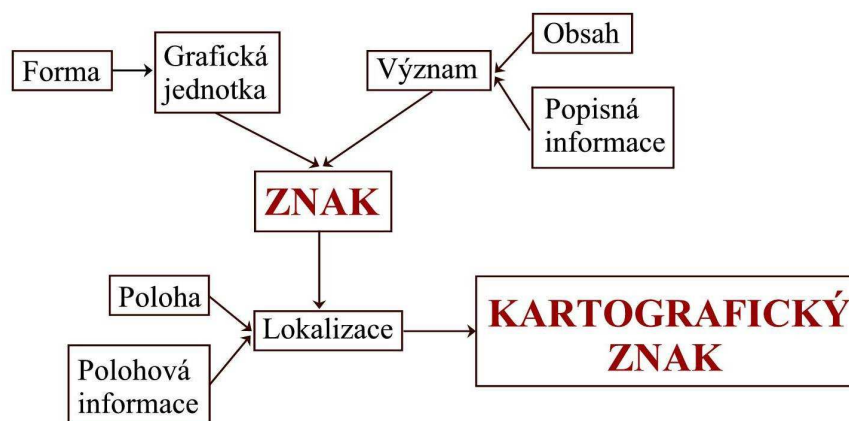 Forma
Grafická
jednotka
Význam
Obsah
Popisná
informace
ZNAK
Poloha
Polohová
informace
Lokalizace
KARTOGRAFICKÝ
ZNAK